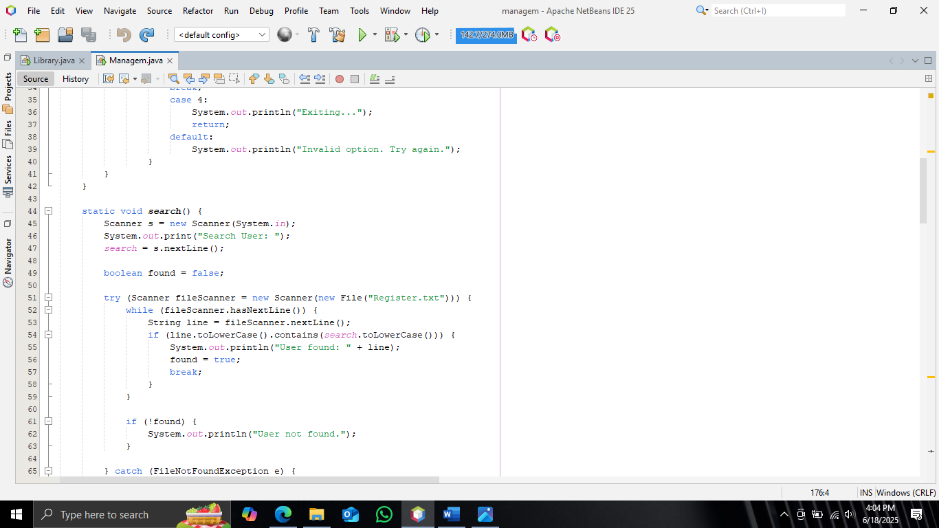 File Edit View Navigate Source Refactor Run Debug Profile Team Tools Window Help
managem - Apache NetBeans IDE 25
Search (Ctrl+I)
<default config>
142.2/274.0MB
Library.java
Managem.java
Source History
Projects
Files
Services
Navigator
34 break;
35 case 4:
36 System.out.println("Exiting...");
37 return;
38 default:
39 System.out.println("Invalid option. Try again.");
40 }
41 }
42 }
43
44 static void search() {
45 Scanner s = new Scanner(System.in);
46 System.out.print("Search User: ");
47 search = s.nextLine();
48
49 boolean found = false;
50
51 try (Scanner fileScanner = new Scanner(new File("Register.txt"))) {
52 while (fileScanner.hasNextLine()) {
53 String line = fileScanner.nextLine();
54 if (line.toLowerCase().contains(search.toLowerCase())) {
55 System.out.println("User found: " + line);
56 found = true;
57 break;
58 }
59 }
60
61 if (!found) {
62 System.out.println("User not found.");
63 }
64
65 } catch (FileNotFoundException e) {
176:4 INS Windows (CRLF)
Type here to search
4:04 PM
6/18/2025